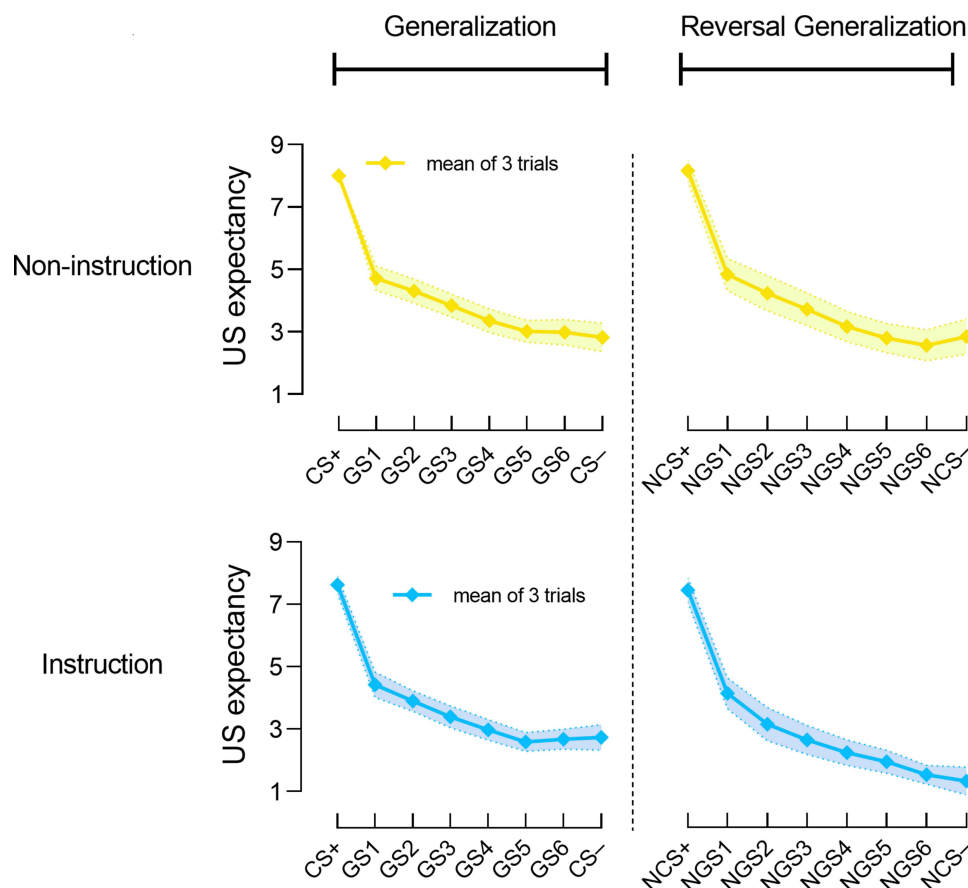 Generalization
Reversal Generalization
Non-instruction
US expectancy
9
7
5
3
1
mean of 3 trials
CS+
GS1
GS2
GS3
GS4
GS5
GS6
CS–
NCS+
NGS1
NGS2
NGS3
NGS4
NGS5
NGS6
NCS–
Instruction
US expectancy
9
7
5
3
1
mean of 3 trials
CS+
GS1
GS2
GS3
GS4
GS5
GS6
CS–
NCS+
NGS1
NGS2
NGS3
NGS4
NGS5
NGS6
NCS–